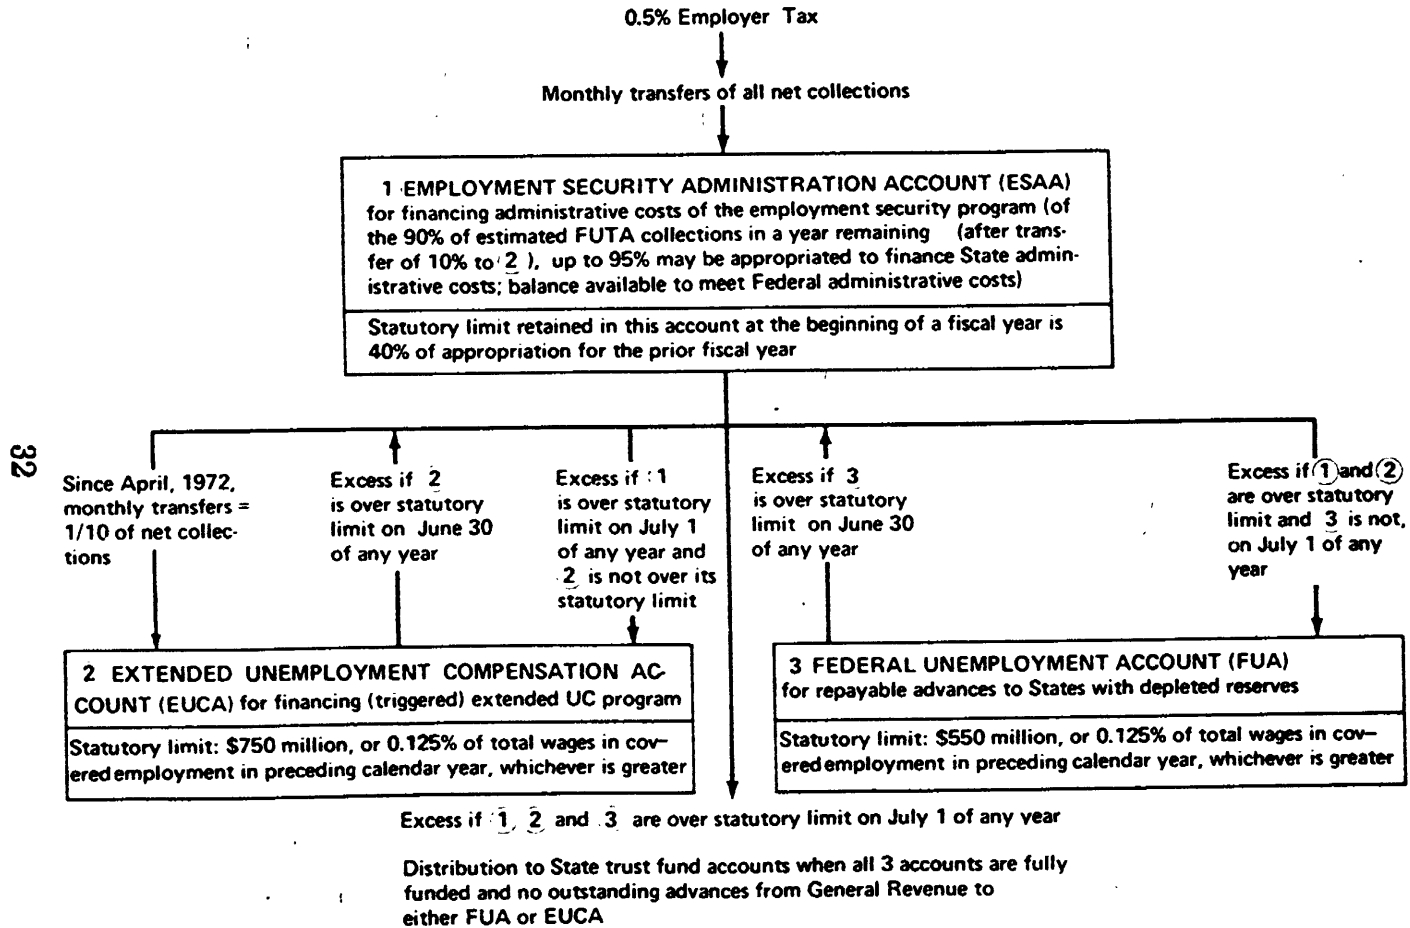 0.5% Employer Tax
Monthly transfers of all net collections
1 EMPLOYMENT SECURITY ADMINISTRATION ACCOUNT (ESAA)
for financing administrative costs of the employment security program (of
the 90% of estimated FUTA collections in a year remaining (after trans-
fer of 10% to 2 ), up to 95% may be appropriated to finance State admin-
istrative costs; balance available to meet Federal administrative costs)
Statutory limit retained in this account at the beginning of a fiscal year is
40% of appropriation for the prior fiscal year
32
Since April, 1972,
monthly transfers =
1/10 of net collec-
tions
Excess if 2
is over statutory
limit on June 30
of any year
Excess if 1
is over statutory
limit on July 1
of any year and
2 is not over its
statutory limit
Excess if 3
is over statutory
limit on June 30
of any year
Excess if 1 and 2
are over statutory
limit and 3 is not,
on July 1 of any
year
2 EXTENDED UNEMPLOYMENT COMPENSATION AC-
COUNT (EUCA) for financing (triggered) extended UC program
Statutory limit: $750 million, or 0.125% of total wages in cov-
ered employment in preceding calendar year, whichever is greater
3 FEDERAL UNEMPLOYMENT ACCOUNT (FUA)
for repayable advances to States with depleted reserves
Statutory limit: $550 million, or 0.125% of total wages in cov-
ered employment in preceding calendar year, whichever is greater
Excess if 1, 2 and 3 are over statutory limit on July 1 of any year
Distribution to State trust fund accounts when all 3 accounts are fully
funded and no outstanding advances from General Revenue to
either FUA or EUCA